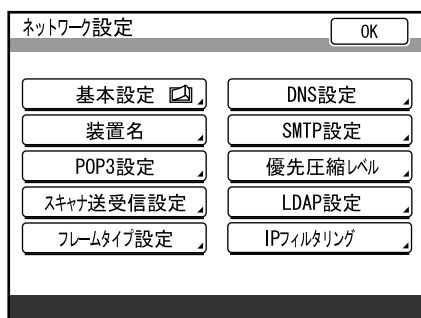 ネットワーク設定
OK
基本設定
DNS設定
装置名
SMTP設定
POP3設定
優先圧縮レベル
スキャナ送受信設定
LDAP設定
フレームタイプ設定
IPフィルタリング